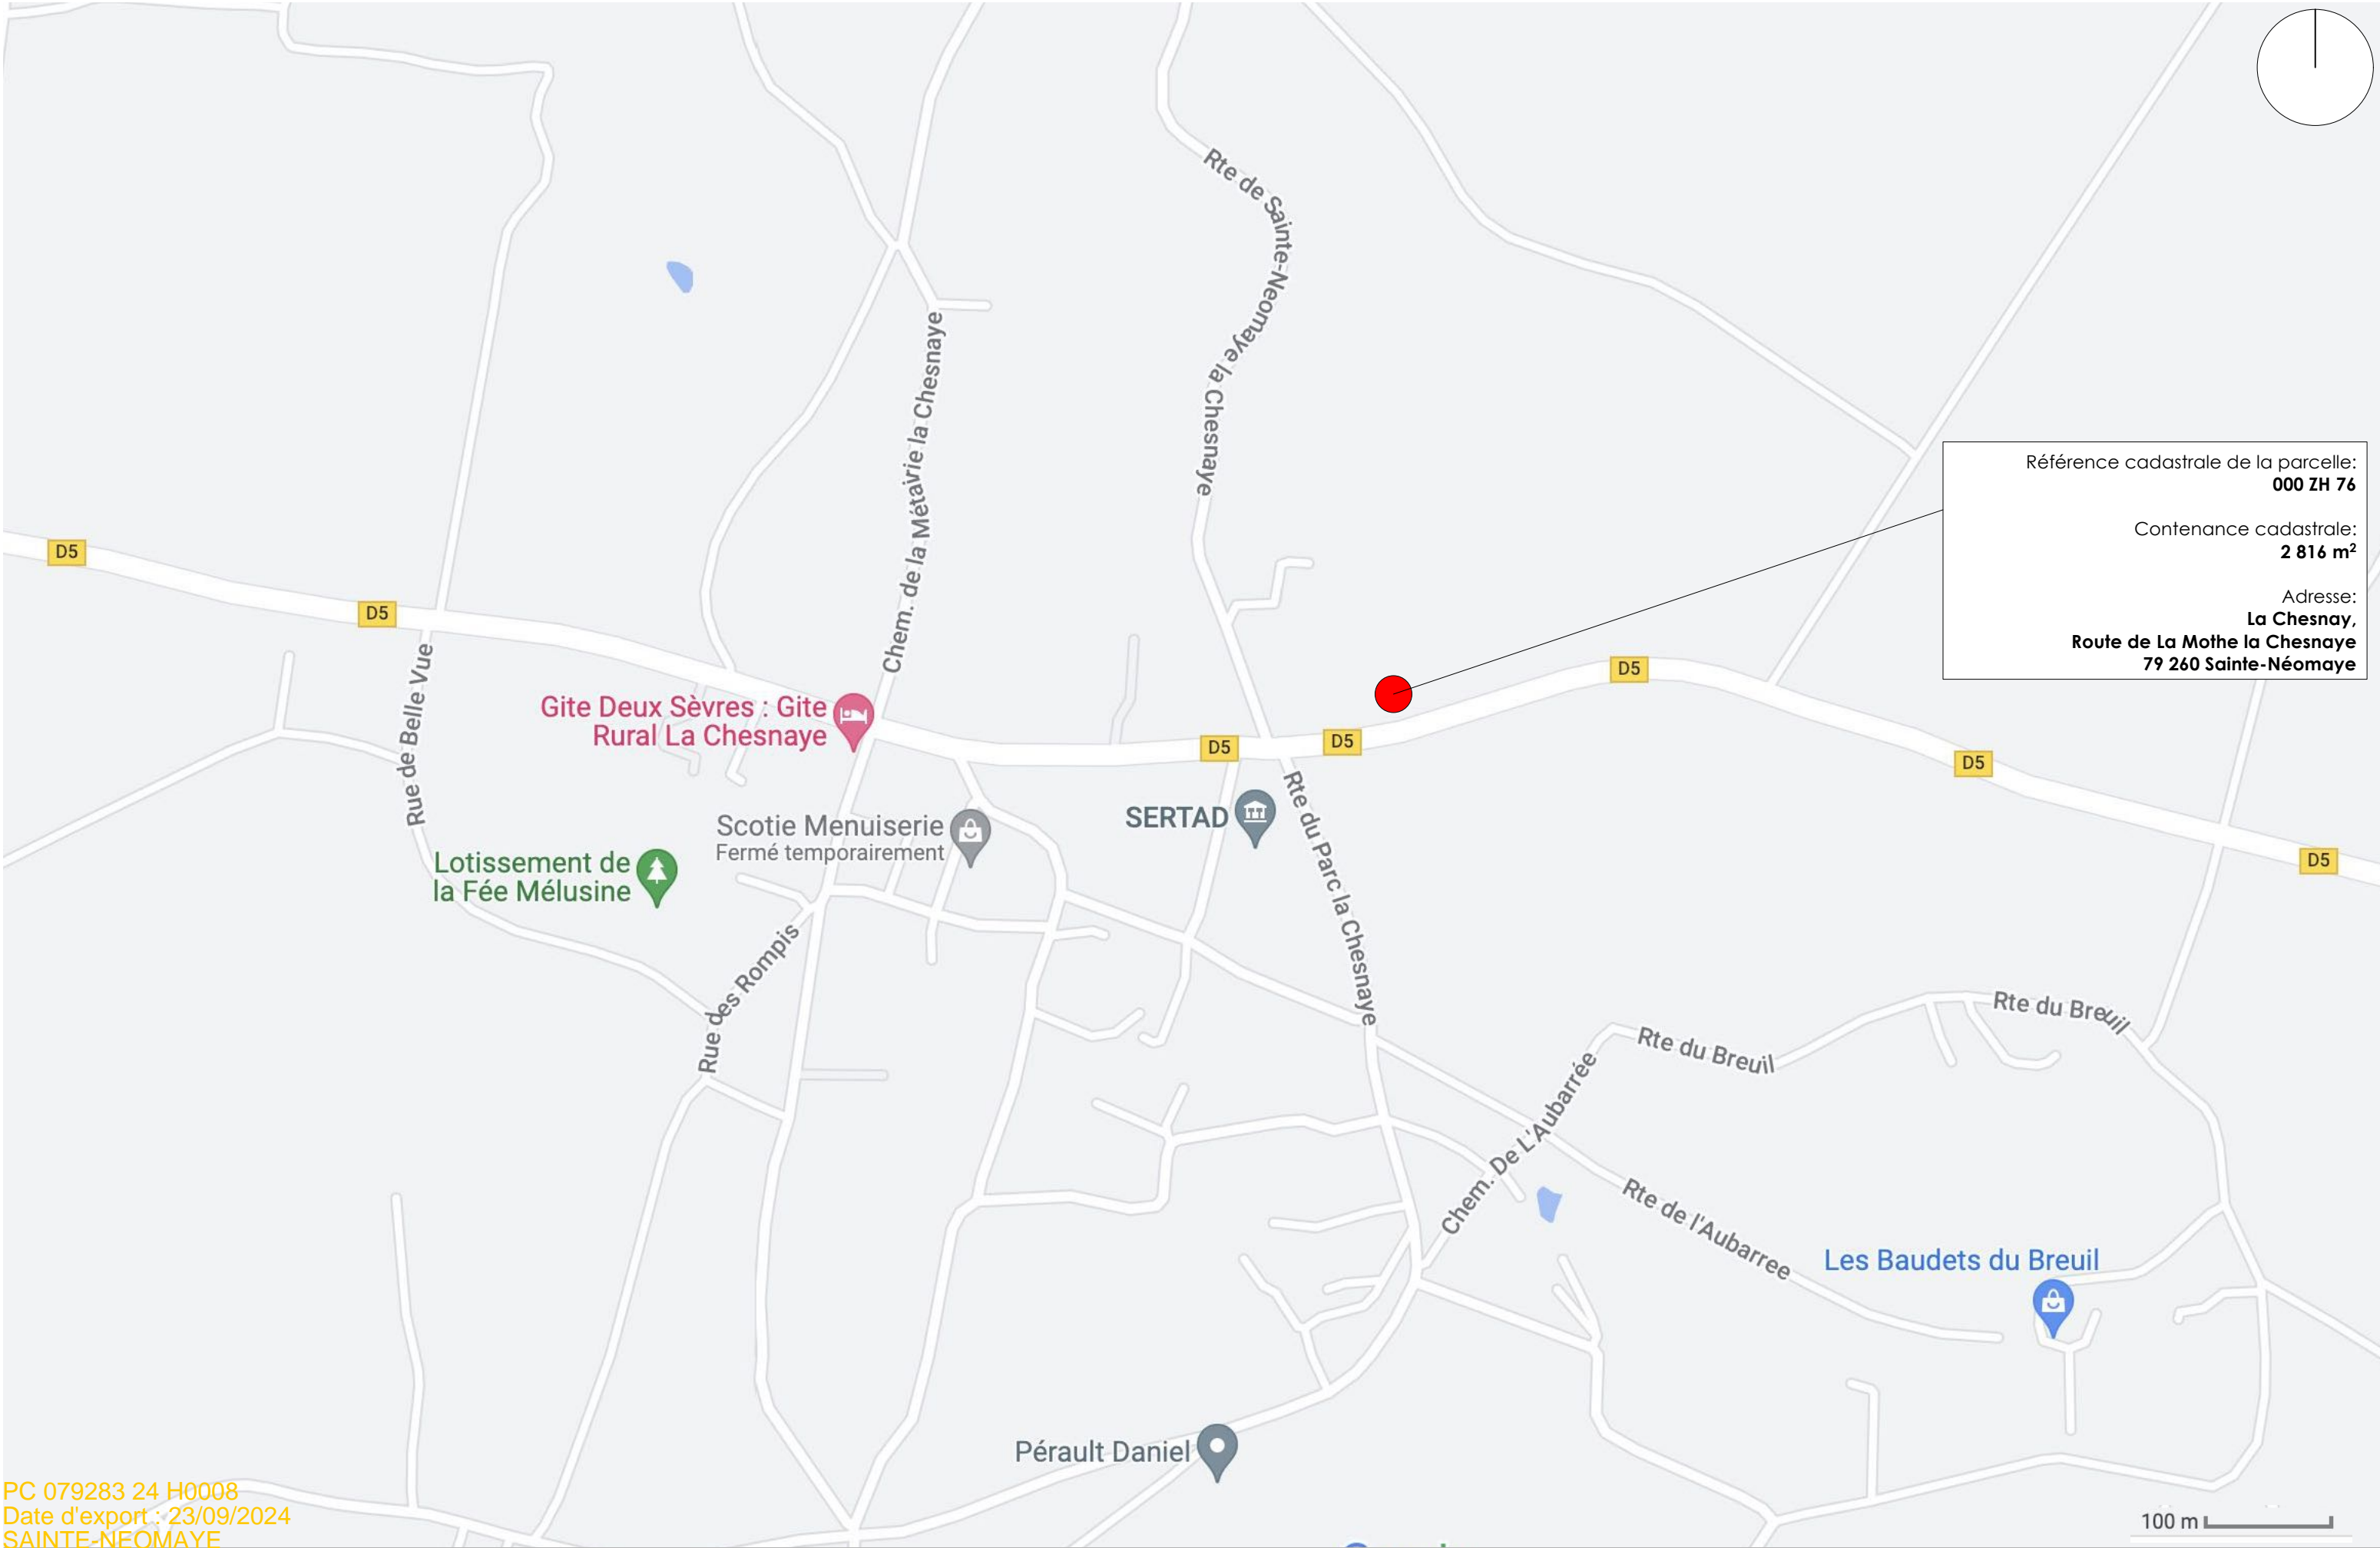 Rte de Sainte-Neomaye la Chesnaye
Chem. de la Métairie la Chesnaye
Référence cadastrale de la parcelle:
000 ZH 76
Contenance cadastrale:
2 816 m²
Adresse:
La Chesnay,
Route de La Mothe la Chesnaye
79 260 Sainte-Néomaye
D5
D5
D5
D5
D5
D5
D5
Rue de Belle Vue
Gite Deux Sèvres : Gite
Rural La Chesnaye
Scotie Menuiserie
Fermé temporairement
SERTAD
Rte du Parc la Chesnaye
Lotissement de
la Fée Mélusine
Rue des Rompis
Rte du Breuil
Rte du Breuil
Chem. De L'Aubarrée
Rte de l'Aubarree
Les Baudets du Breuil
Pérault Daniel
PC 079283 24 H0008
Date d'export : 23/09/2024
SAINTE-NEOMAYE
100 m